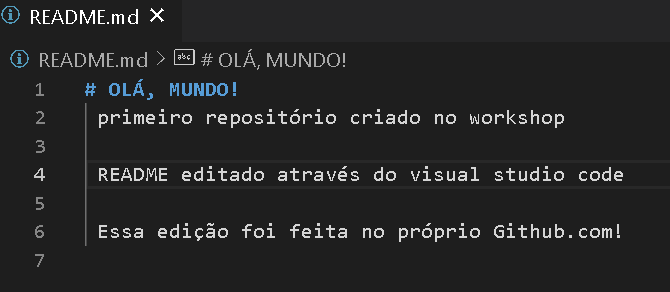 README.md
README.md > # OLÁ, MUNDO!
1 # OLÁ, MUNDO!
2 primeiro repositório criado no workshop
3
4 README editado através do visual studio code
5
6 Essa edição foi feita no próprio Github.com!
7